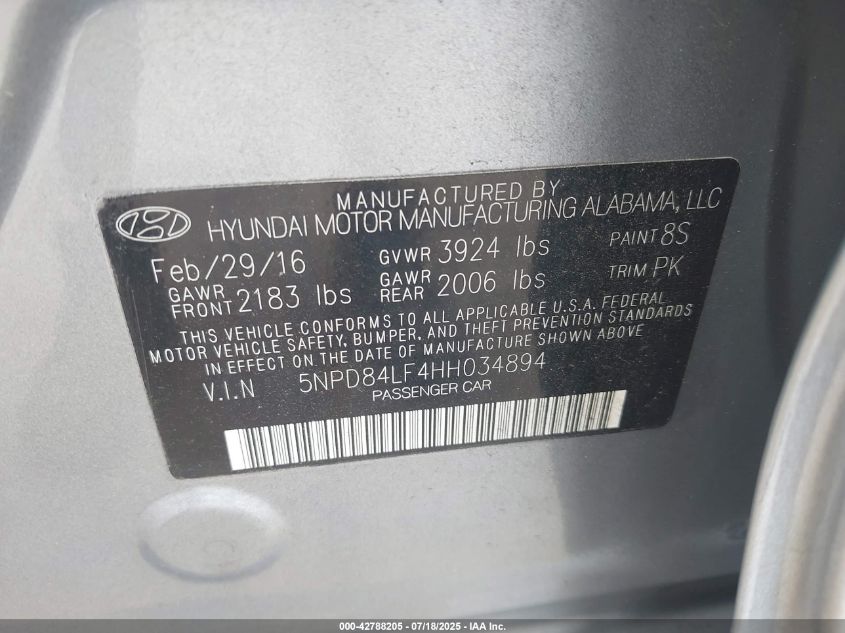 MANUFACTURED BY
HYUNDAI MOTOR MANUFACTURING ALABAMA, LLC
Feb/29/16 GVWR 3924 lbs PAINT 8S
GAWR FRONT 2183 lbs GAWR REAR 2006 lbs TRIM PK
THIS VEHICLE CONFORMS TO ALL APPLICABLE U.S.A. FEDERAL
MOTOR VEHICLE SAFETY, BUMPER, AND THEFT PREVENTION STANDARDS
IN EFFECT ON THE DATE OF MANUFACTURE SHOWN ABOVE
V.I.N 5NPD84LF4HH034894
PASSENGER CAR
000-42788205 - 07/18/2025 - IAA Inc.